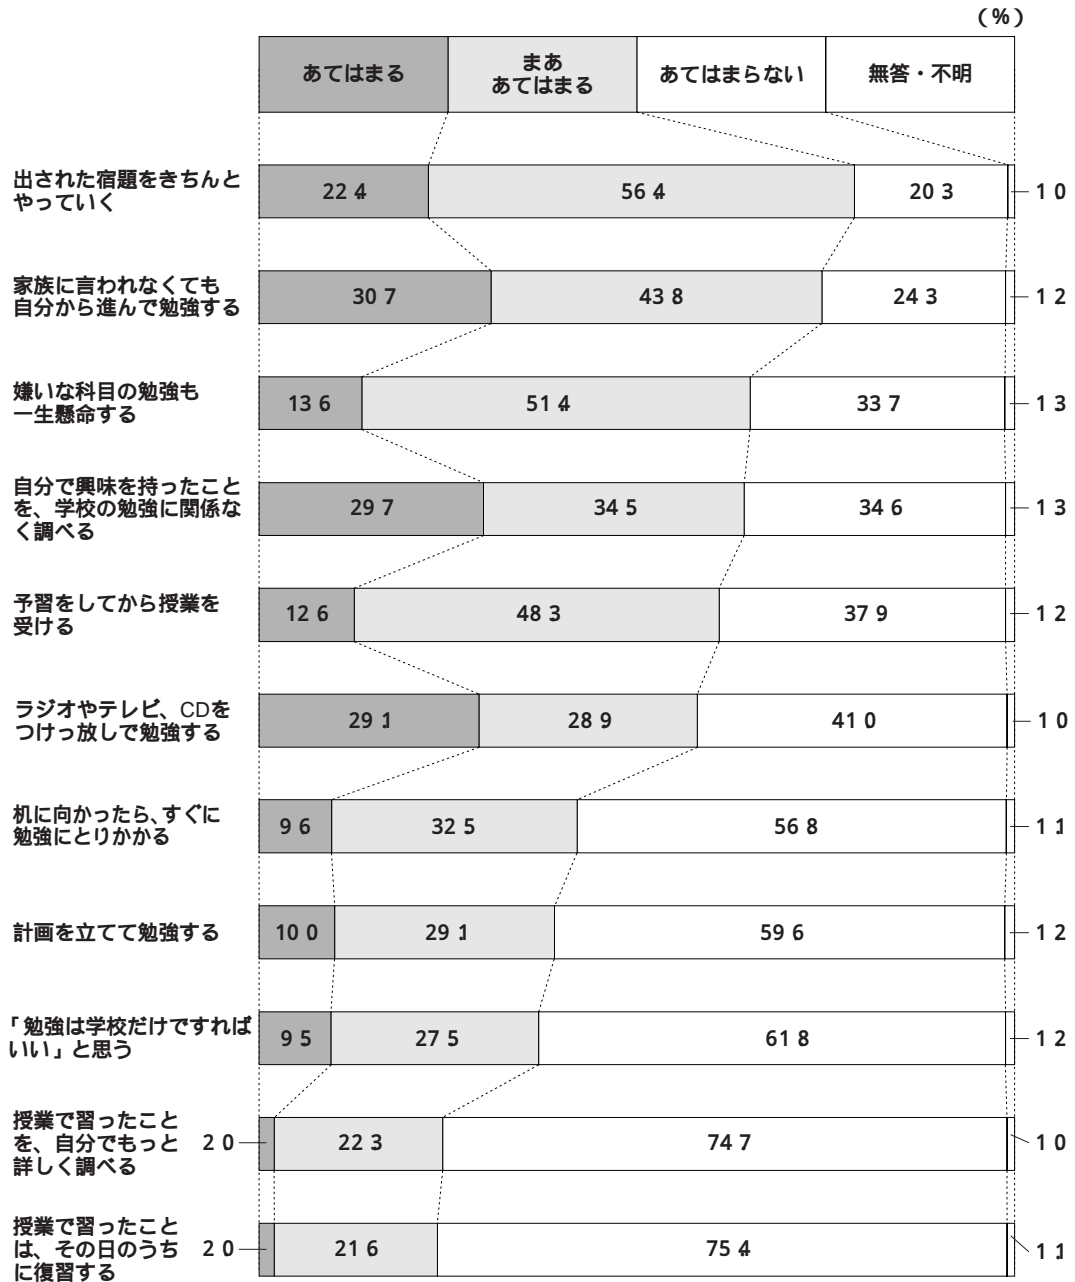 (%)
あてはまる
まあ
あてはまる
あてはまらない
無答・不明
出された宿題をきちんと
やっていく
22.4
56.4
20.3
1.0
家族に言われなくても
自分から進んで勉強する
30.7
43.8
24.3
1.2
嫌いな科目の勉強も
一生懸命する
13.6
51.4
33.7
1.3
自分で興味を持ったこと
を、学校の勉強に関係な
く調べる
29.7
34.5
34.6
1.3
予習をしてから授業を
受ける
12.6
48.3
37.9
1.2
ラジオやテレビ、CDを
つけっ放しで勉強する
29.1
28.9
41.0
1.0
机に向かったら、すぐに
勉強にとりかかる
9.6
32.5
56.8
1.1
計画を立てて勉強する
10.0
29.1
59.6
1.2
「勉強は学校だけですれば
いい」と思う
9.5
27.5
61.8
1.2
授業で習ったこと
を、自分でもっと
詳しく調べる
2.0
22.3
74.7
1.0
授業で習ったこと
は、その日のうち
に復習する
2.0
21.6
75.4
1.1